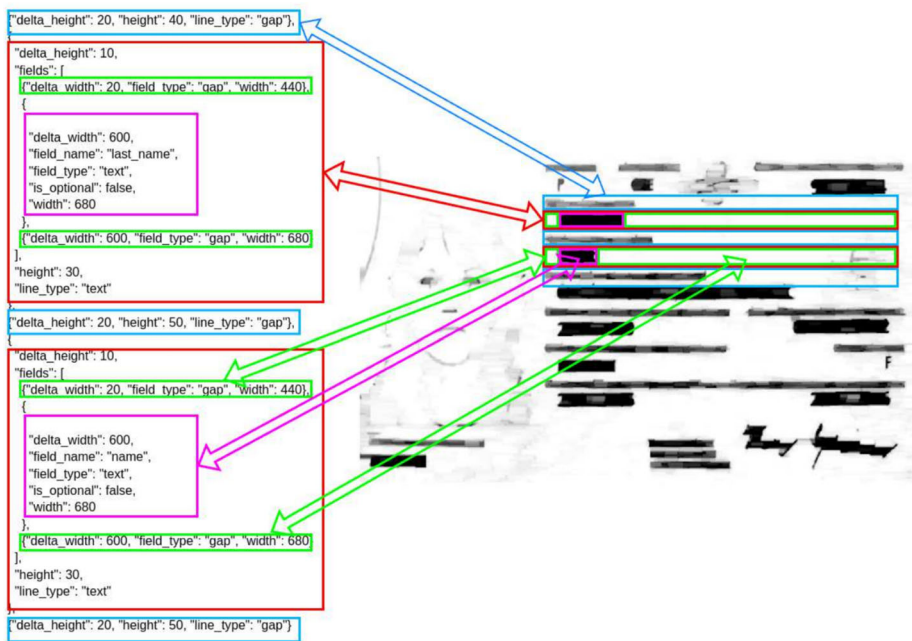 {"delta_height": 20, "height": 40, "line_type": "gap"},
{
"delta_height": 10,
"fields": [
{"delta_width": 20, "field_type": "gap", "width": 440},
{
"delta_width": 600,
"field_name": "last_name",
"field_type": "text",
"is_optional": false,
"width": 680
},
{"delta_width": 600, "field_type": "gap", "width": 680}
],
"height": 30,
"line_type": "text"
},
{"delta_height": 20, "height": 50, "line_type": "gap"},
{
"delta_height": 10,
"fields": [
{"delta_width": 20, "field_type": "gap", "width": 440},
{
"delta_width": 600,
"field_name": "name",
"field_type": "text",
"is_optional": false,
"width": 680
},
{"delta_width": 600, "field_type": "gap", "width": 680}
],
"height": 30,
"line_type": "text"
},
{"delta_height": 20, "height": 50, "line_type": "gap"}
P
F